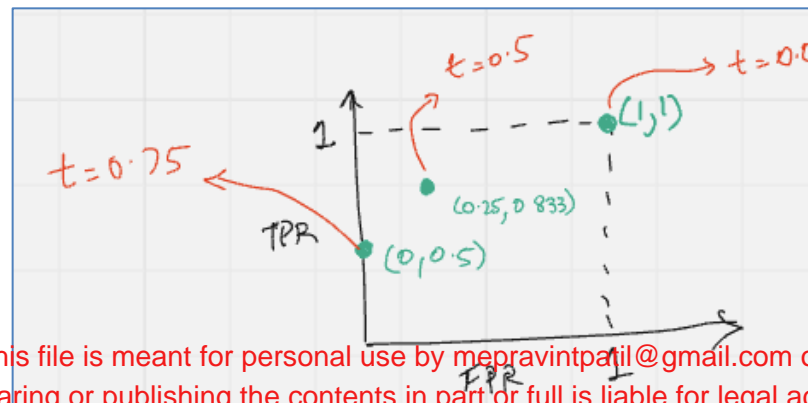 t=0.5
t=0.0
1
(1,1)
t=0.75
(0.25,0 833)
TPR
(0,0.5)
his file is meant for personal use by mepravintpatil@gmail.com
FPR
1
aring or publishing the contents in part or full is liable for legal